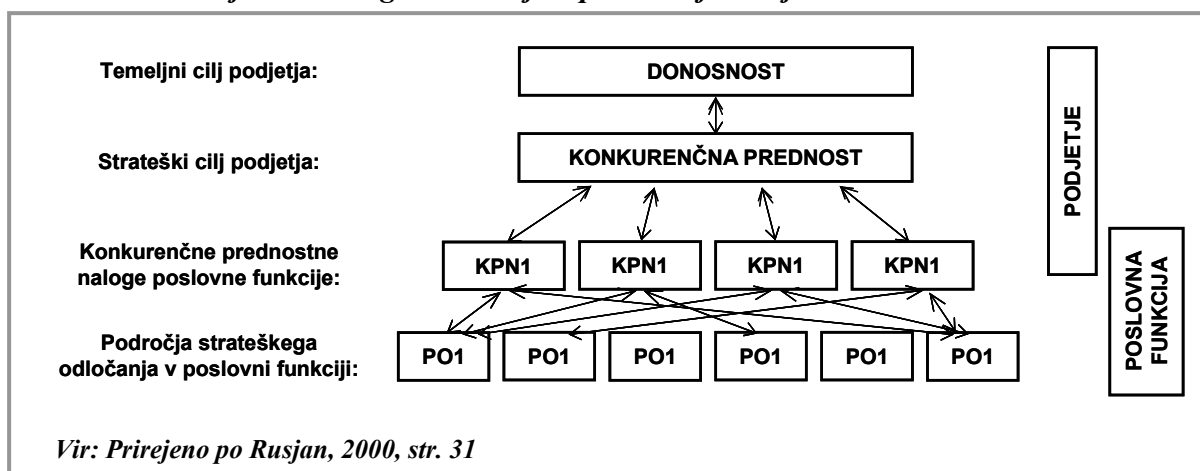 Temeljni cilj podjetja:
DONOSNOST
Strateški cilj podjetja:
KONKURENČNA PREDNOST
PODJETJE
Konkurenčne prednostne
naloge poslovne funkcije:
KPN1
KPN1
KPN1
KPN1
POSLOVNA
FUNKCIJA
Področja strateškega
odločanja v poslovni funkciji:
PO1
PO1
PO1
PO1
PO1
PO1
Vir: Prirejeno po Rusjan, 2000, str. 31